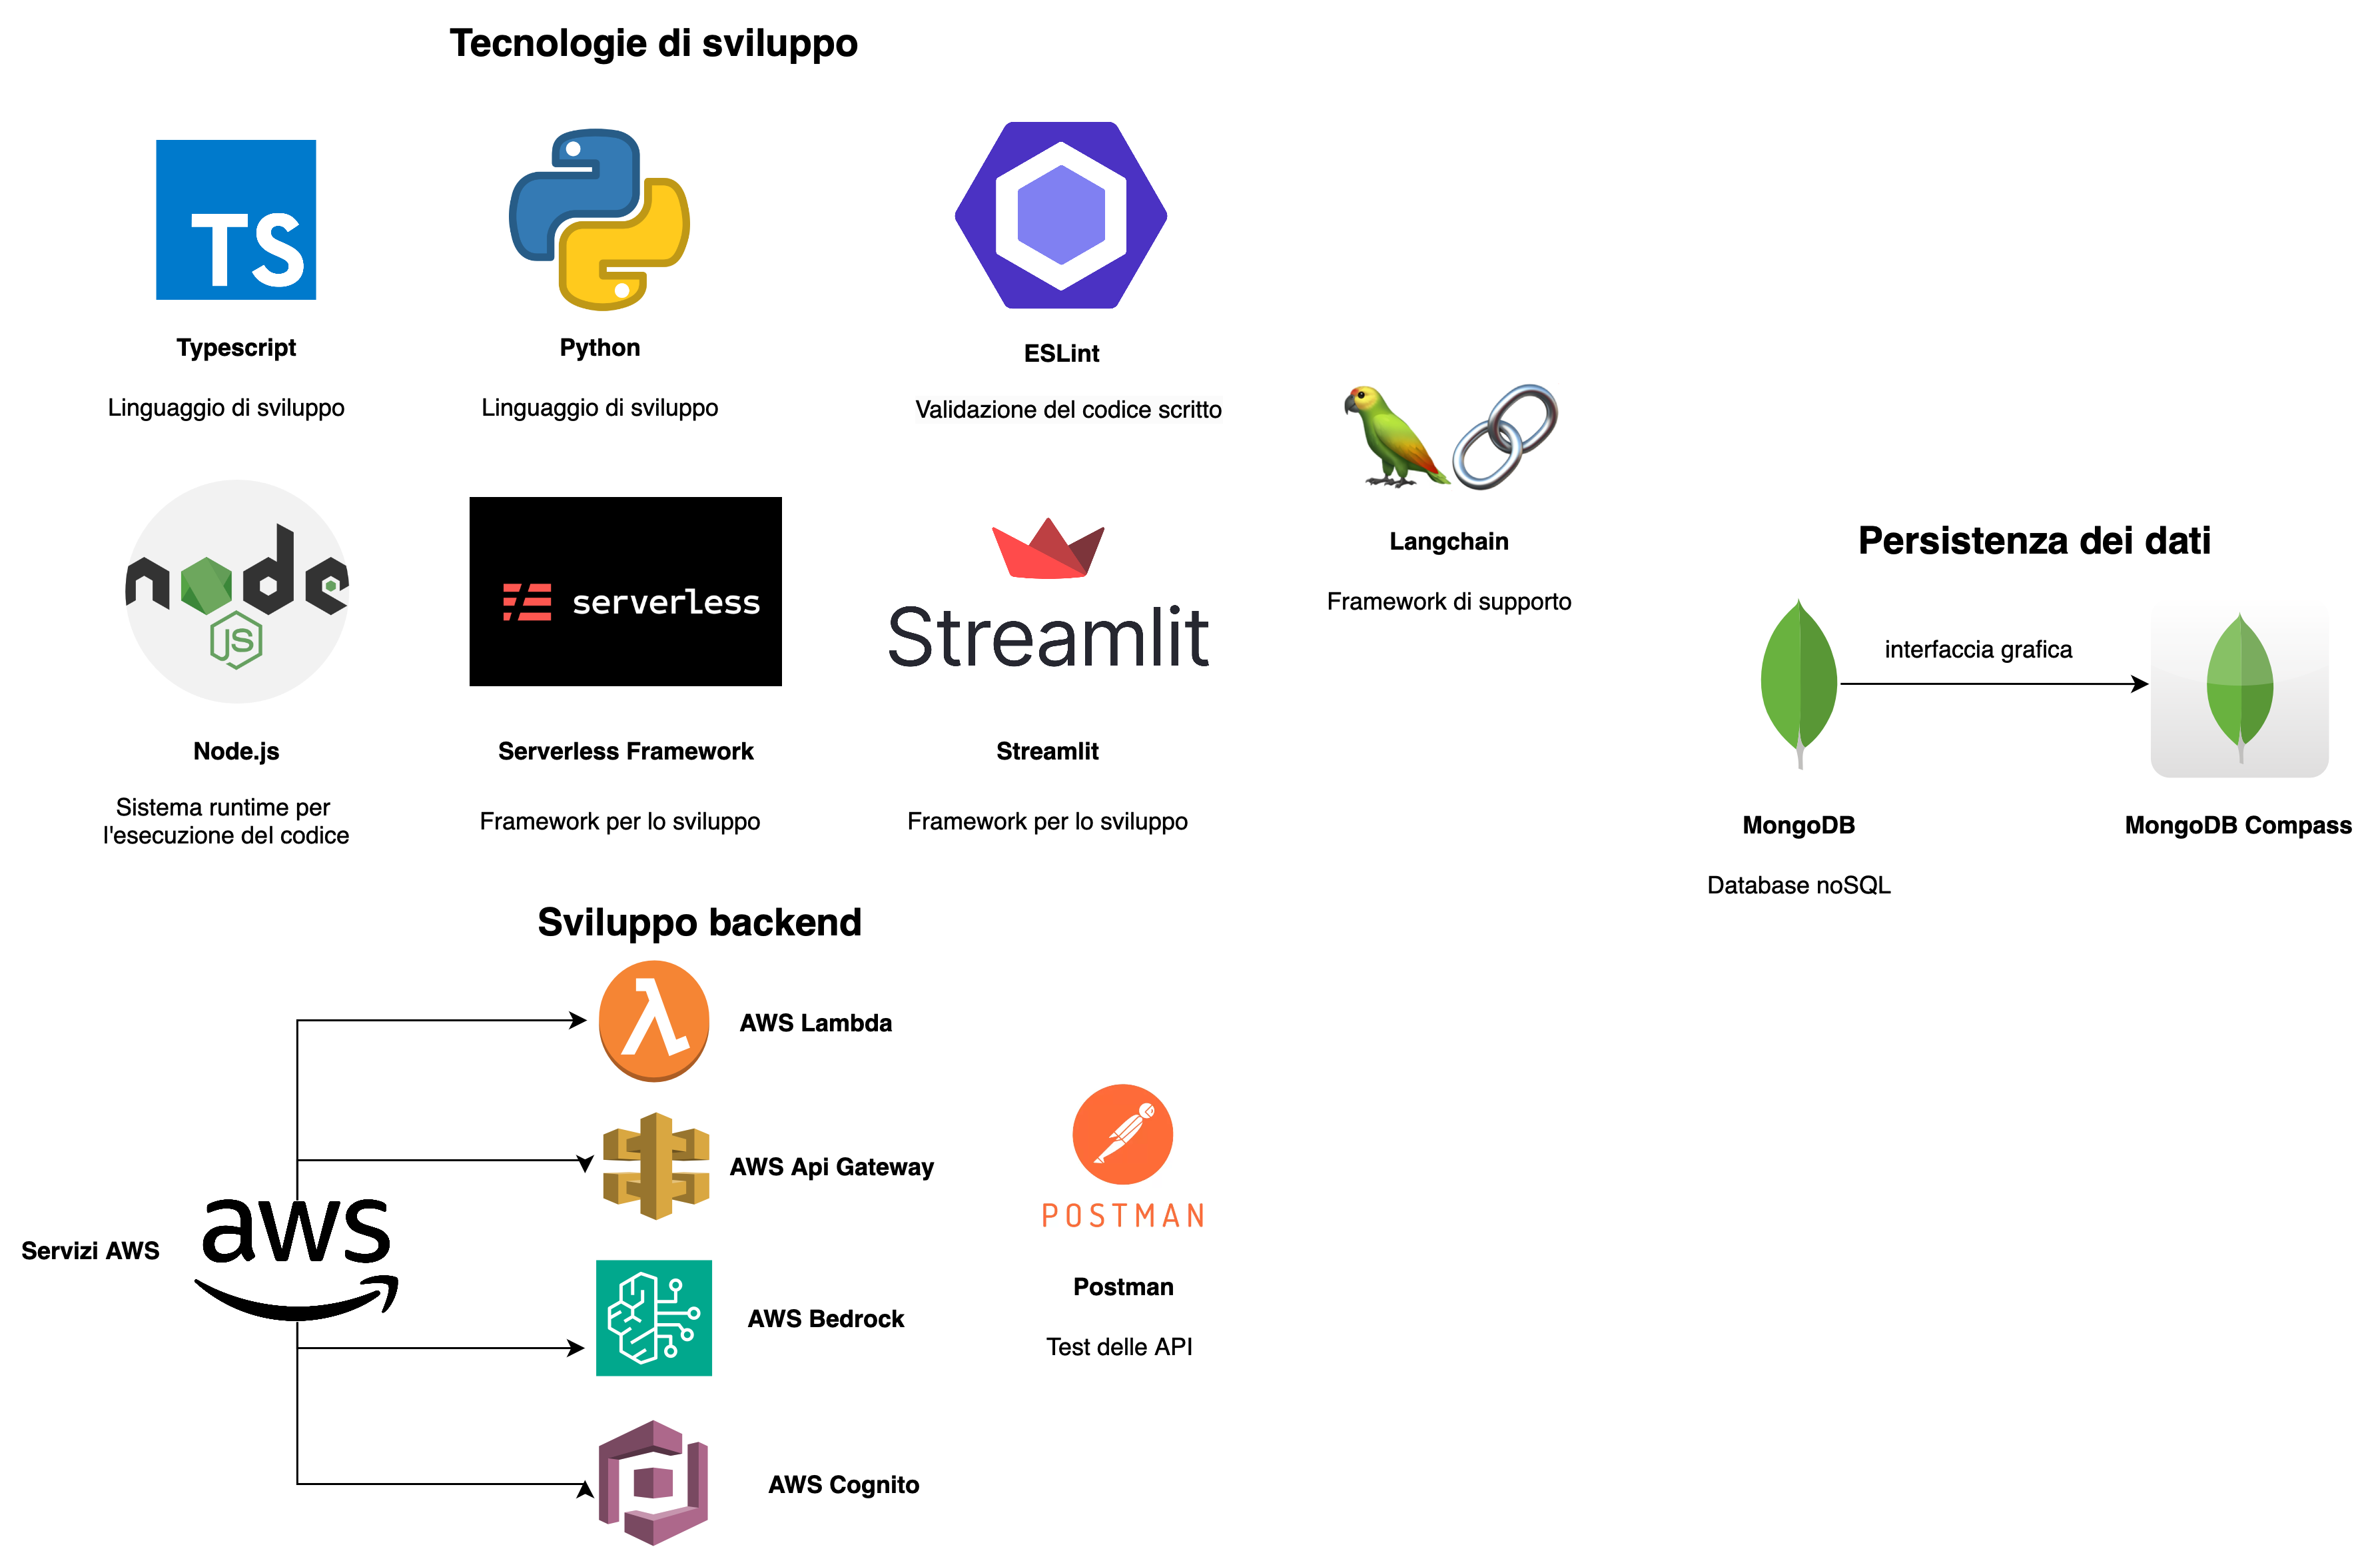 Tecnologie di sviluppo
TS
Typescript
Linguaggio di sviluppo
Python
Linguaggio di sviluppo
ESLint
Validazione del codice scritto
Langchain
Framework di supporto
node
JS
Node.js
Sistema runtime per
l'esecuzione del codice
serverless
Serverless Framework
Framework per lo sviluppo
Streamlit
Streamlit
Framework per lo sviluppo
Persistenza dei dati
interfaccia grafica
MongoDB
Database noSQL
MongoDB Compass
Sviluppo backend
Servizi AWS
aws
AWS Lambda
AWS Api Gateway
AWS Bedrock
AWS Cognito
POSTMAN
Postman
Test delle API